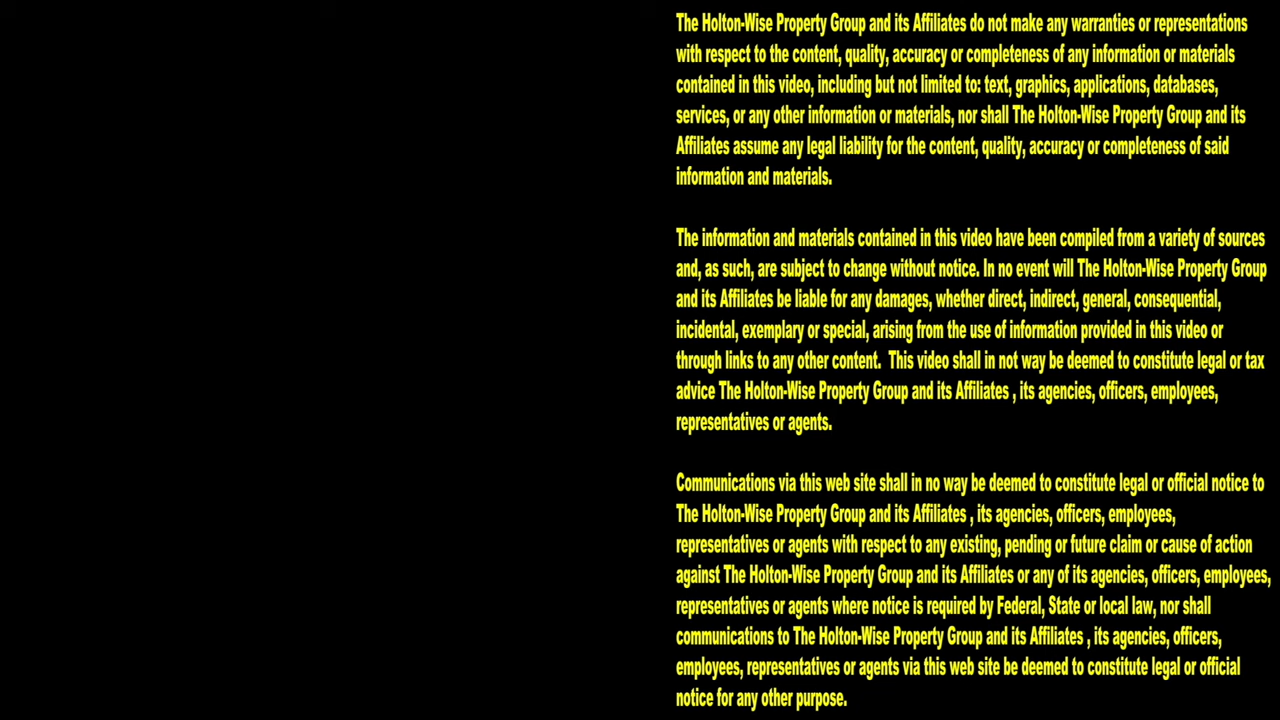 The Holton-Wise Property Group and its Affiliates do not make any warranties or representations
with respect to the content, quality, accuracy or completeness of any information or materials
contained in this video, including but not limited to: text, graphics, applications, databases,
services, or any other information or materials, nor shall The Holton-Wise Property Group and its
Affiliates assume any legal liability for the content, quality, accuracy or completeness of said
information and materials.
The information and materials contained in this video have been compiled from a variety of sources
and, as such, are subject to change without notice. In no event will The Holton-Wise Property Group
and its Affiliates be liable for any damages, whether direct, indirect, general, consequential,
incidental, exemplary or special, arising from the use of information provided in this video or
through links to any other content.  This video shall in not way be deemed to constitute legal or tax
advice The Holton-Wise Property Group and its Affiliates , its agencies, officers, employees,
representatives or agents.
Communications via this web site shall in no way be deemed to constitute legal or official notice to
The Holton-Wise Property Group and its Affiliates , its agencies, officers, employees,
representatives or agents with respect to any existing, pending or future claim or cause of action
against The Holton-Wise Property Group and its Affiliates or any of its agencies, officers, employees,
representatives or agents where notice is required by Federal, State or local law, nor shall
communications to The Holton-Wise Property Group and its Affiliates , its agencies, officers,
employees, representatives or agents via this web site be deemed to constitute legal or official
notice for any other purpose.